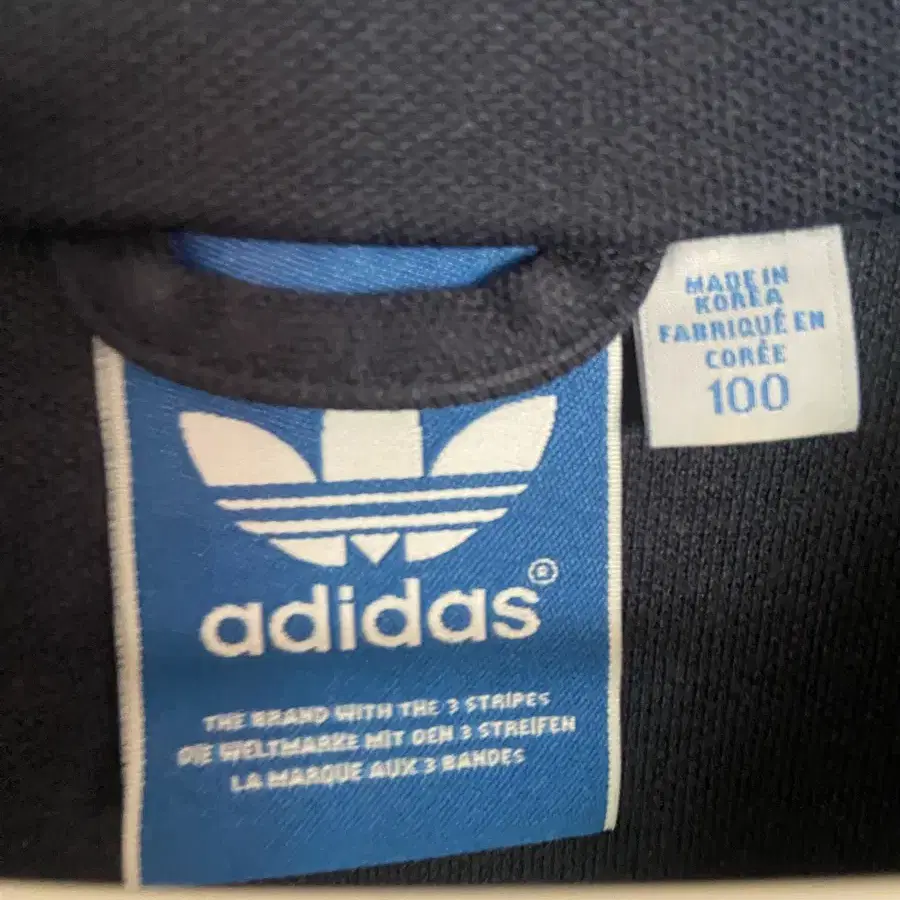 MADE IN
KOREA
FABRIQUÉ EN
CORÉE
100
adidas®
THE BRAND WITH THE 3 STRIPES
DIE WELTMARKE MIT DEN 3 STREIFEN
LA MARQUE AUX 3 BANDES